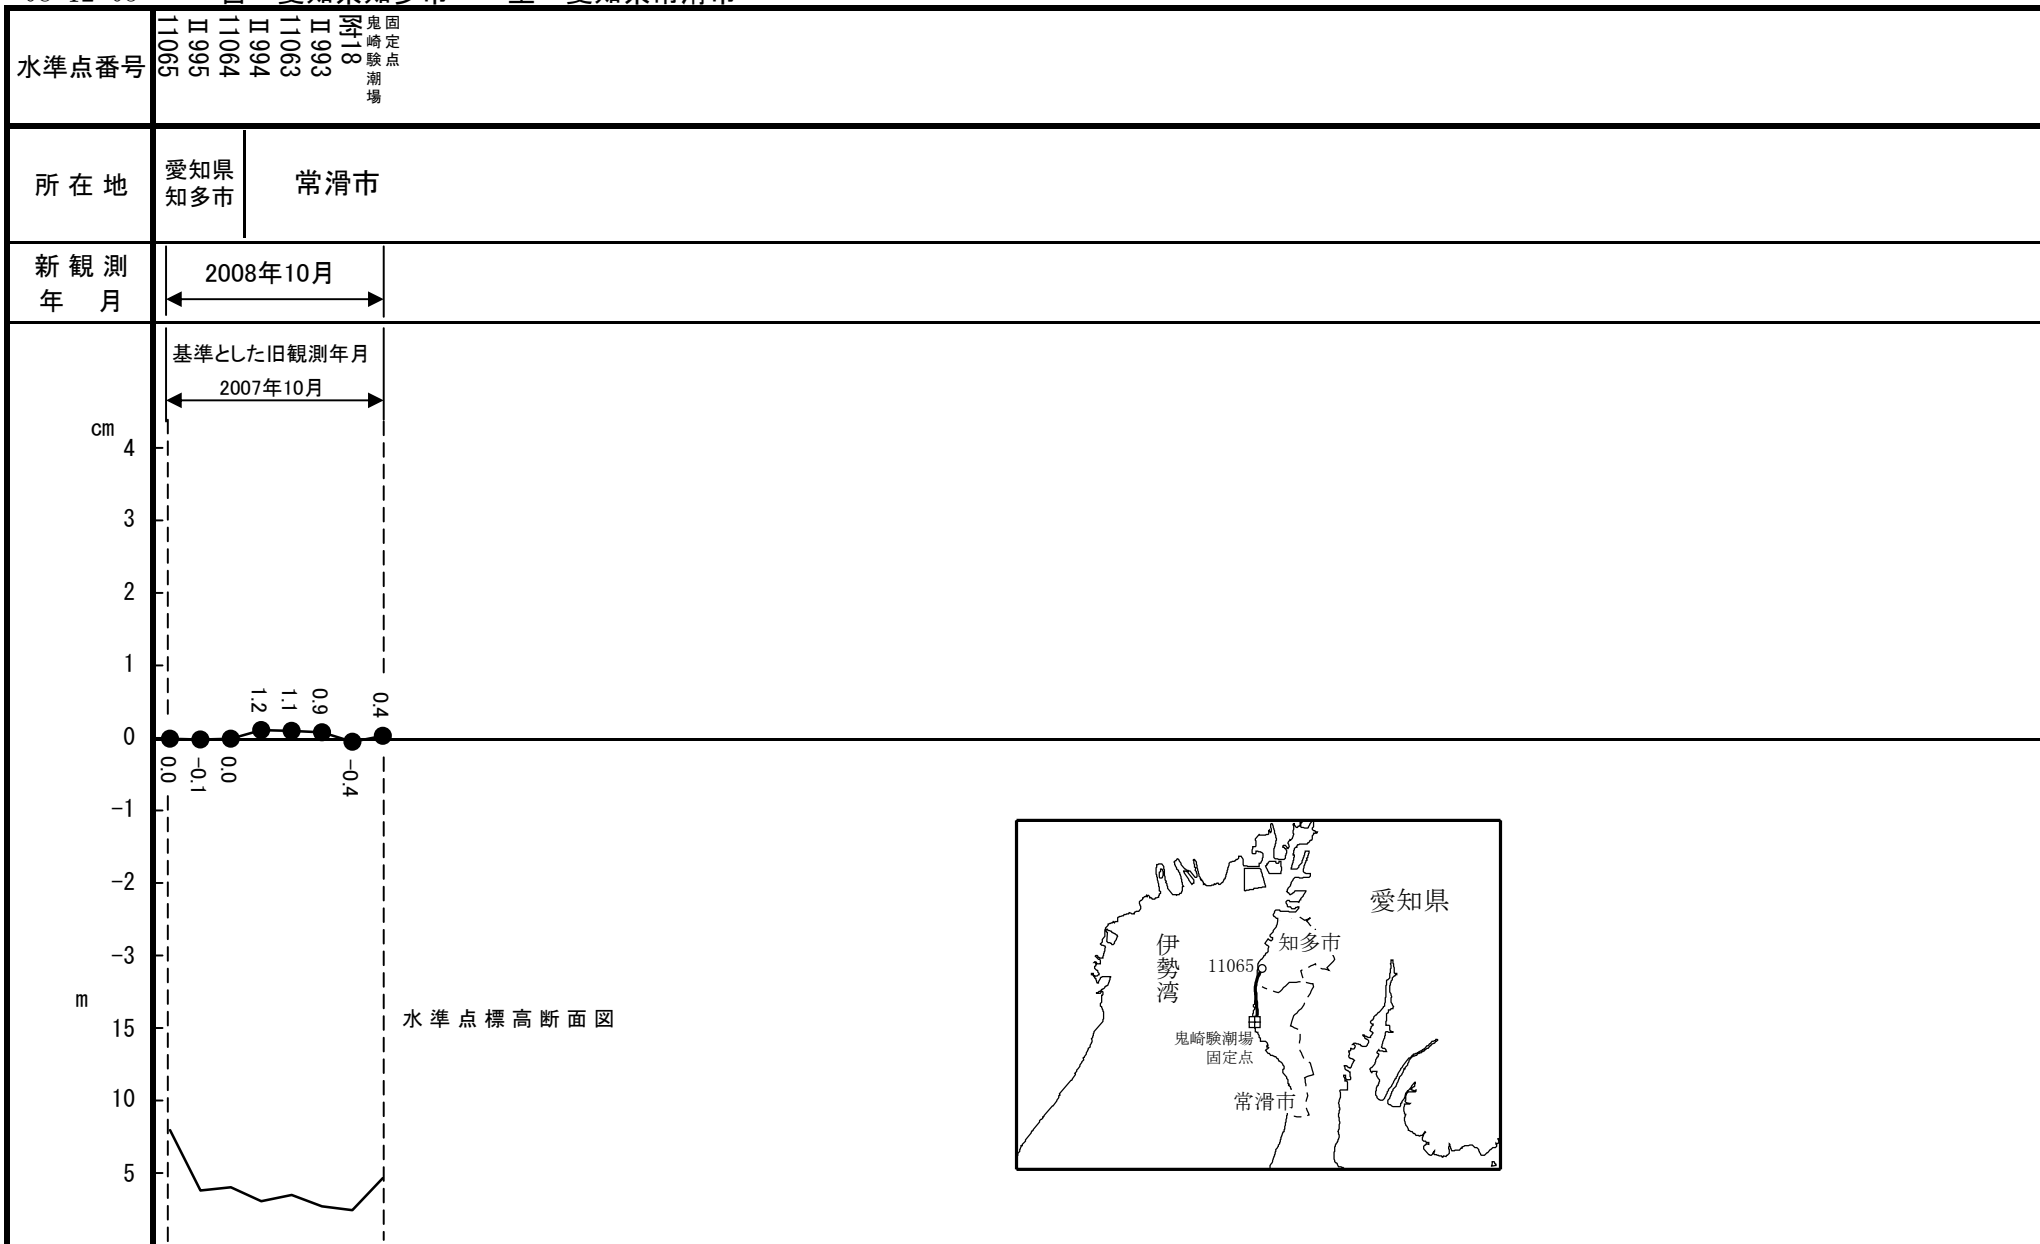 水準点番号
11065
Ⅱ995
11064
Ⅱ994
11063
Ⅱ993
附18
固定点
鬼崎験潮場
所在地
愛知県
知多市
常滑市
新観測
年 月
2008年10月
基準とした旧観測年月
2007年10月
cm
4
3
2
1
0
-1
-2
-3
0.0
-0.1
0.0
1.2
1.1
0.9
-0.4
0.4
m
15
10
5
水準点標高断面図
愛知県
伊勢湾
知多市
11065
鬼崎験潮場
固定点
常滑市